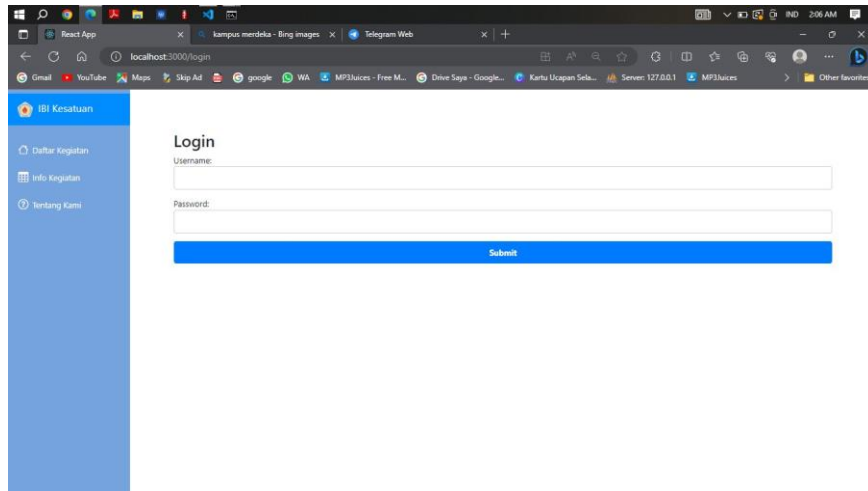 IND 2:06 AM
React App
kampus merdeka - Bing images
Telegram Web
localhost:3000/login
Gmail YouTube Maps Skip Ad google WA MP3Juices - Free M... Drive Saya - Google... Kartu Ucapan Sela... Server: 127.0.0.1 MP3Juices Other favorites
IBI Kesatuan
Daftar Kegiatan
Info Kegiatan
Tentang Kami
Login
Username:
Password:
Submit